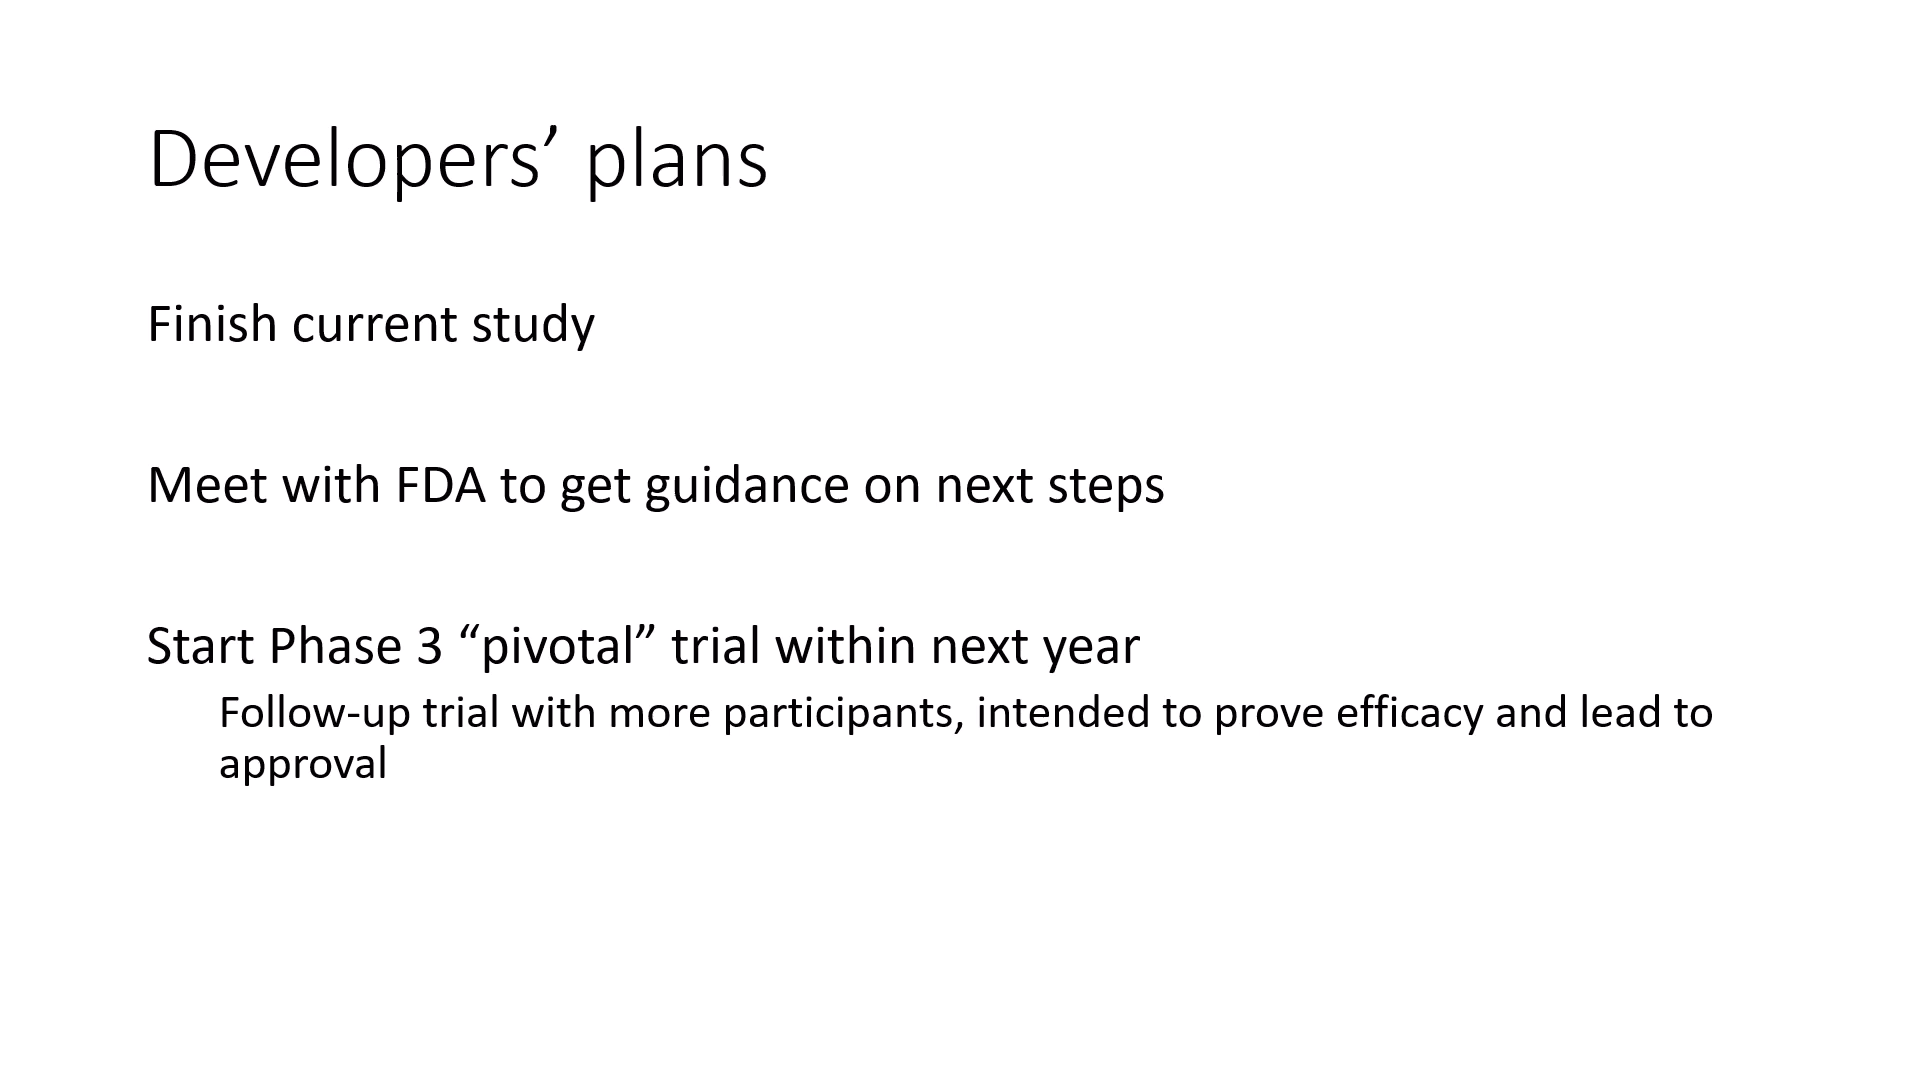 Developers’ plans
Finish current study
Meet with FDA to get guidance on next steps
Start Phase 3 “pivotal” trial within next year
Follow-up trial with more participants, intended to prove efficacy and lead to
approval